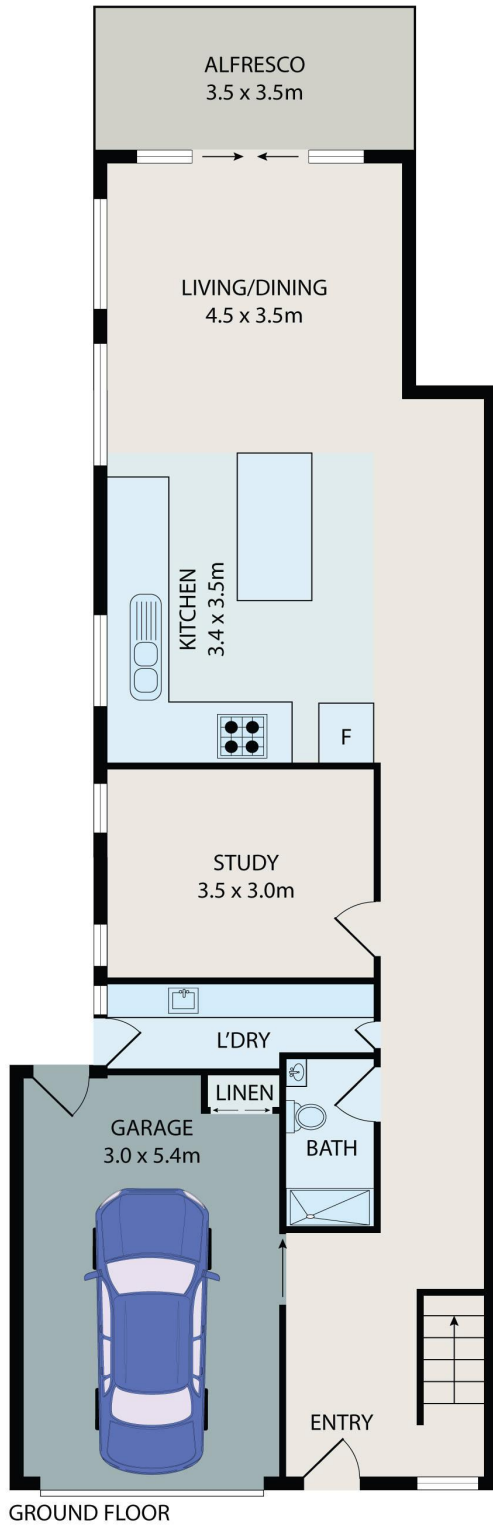 ALFRESCO
3.5 x 3.5m
LIVING/DINING
4.5 x 3.5m
KITCHEN
3.4 x 3.5m
F
STUDY
3.5 x 3.0m
L'DRY
LINEN
GARAGE
3.0 x 5.4m
BATH
ENTRY
GROUND FLOOR